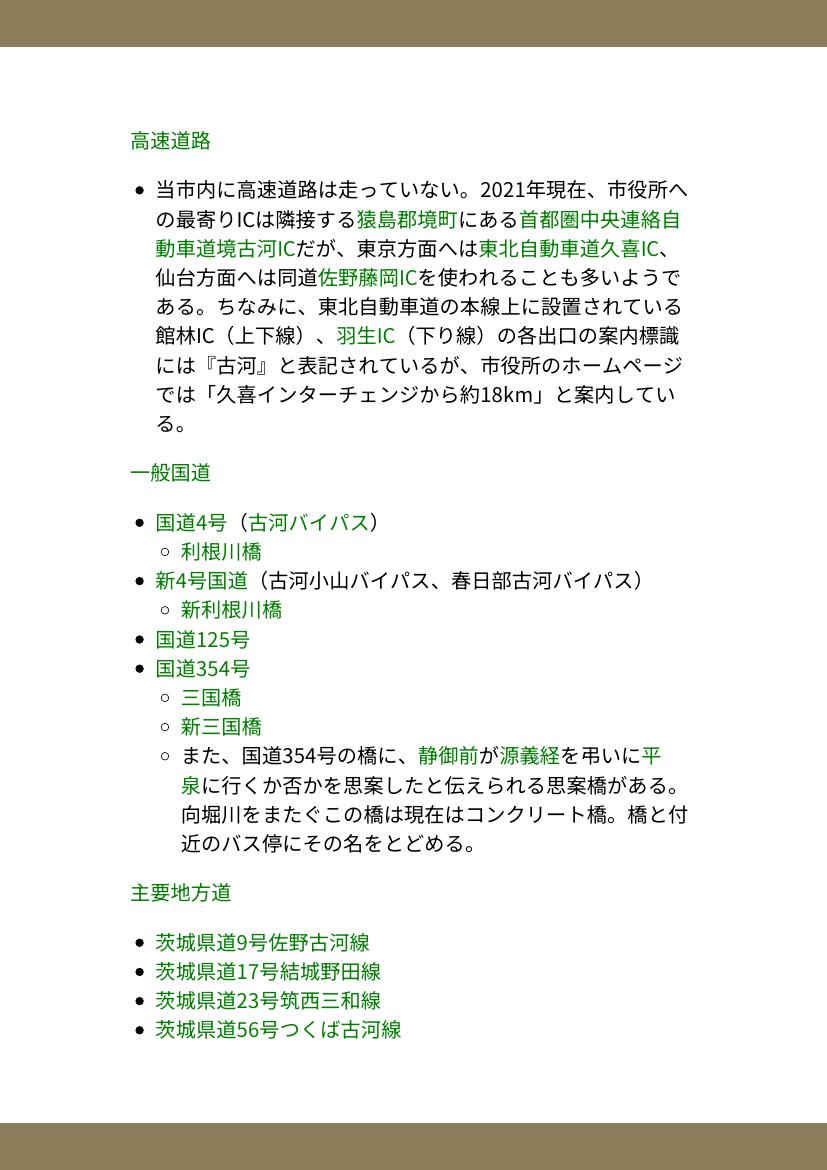 高速道路
当市内に高速道路は走っていない。2021年現在、市役所へ
の最寄りICは隣接する猿島郡境町にある首都圏中央連絡自
動車道境古河ICだが、東京方面へは東北自動車道久喜IC、
仙台方面へは同道佐野藤岡ICを使われることも多いようで
ある。ちなみに、東北自動車道の本線上に設置されている
館林IC（上下線）、羽生IC（下り線）の各出口の案内標識
には『古河』と表記されているが、市役所のホームページ
では「久喜インターチェンジから約18km」と案内してい
る。
一般国道
国道4号（古河バイパス）
利根川橋
新4号国道（古河小山バイパス、春日部古河バイパス）
新利根川橋
国道125号
国道354号
三国橋
新三国橋
また、国道354号の橋に、静御前が源義経を弔いに平
泉に行くか否かを思案したと伝えられる思案橋がある。
向堀川をまたぐこの橋は現在はコンクリート橋。橋と付
近のバス停にその名をとどめる。
主要地方道
茨城県道9号佐野古河線
茨城県道17号結城野田線
茨城県道23号筑西三和線
茨城県道56号つくば古河線